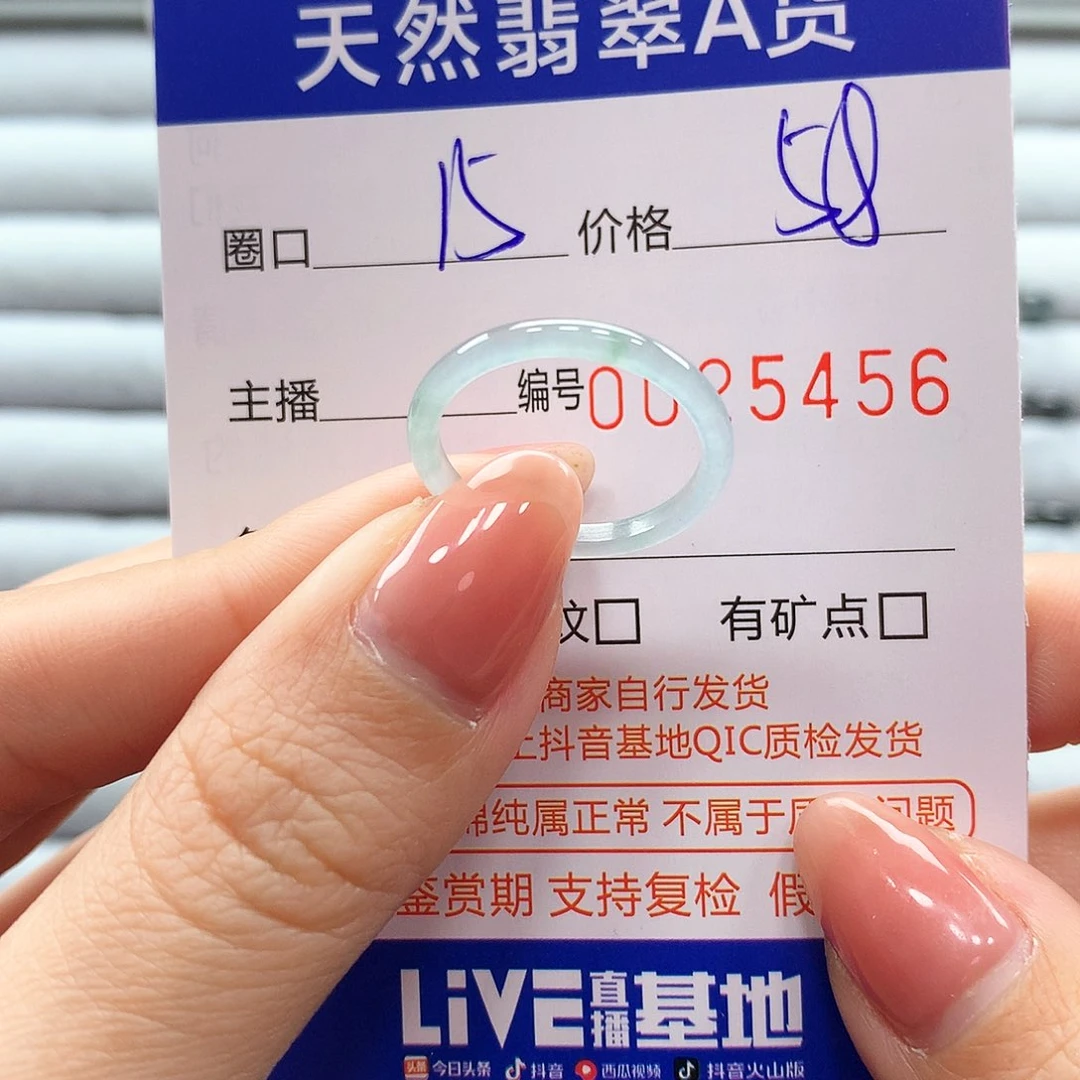 天然翡翠A货
圈口 15 价格 58
主播 编号 0025456
纹□ 有矿点□
商家自行发货
抖音基地QIC质检发货
棉纯属正常 不属于 问题
鉴赏期 支持复检 假
LiVE直播基地
头条 今日头条 抖音 西瓜视频 抖音火山版